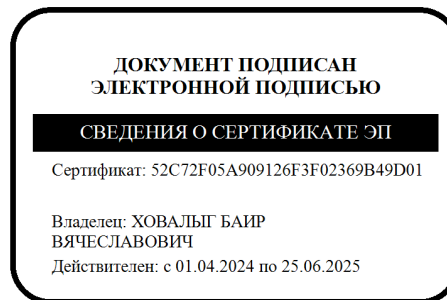 ДОКУМЕНТ ПОДПИСАН
ЭЛЕКТРОННОЙ ПОДПИСЬЮ
СВЕДЕНИЯ О СЕРТИФИКАТЕ ЭП
Сертификат: 52C72F05A909126F3F02369B49D01
Владелец: ХОВАЛЫГ БАИР
ВЯЧЕСЛАВОВИЧ
Действителен: с 01.04.2024 по 25.06.2025